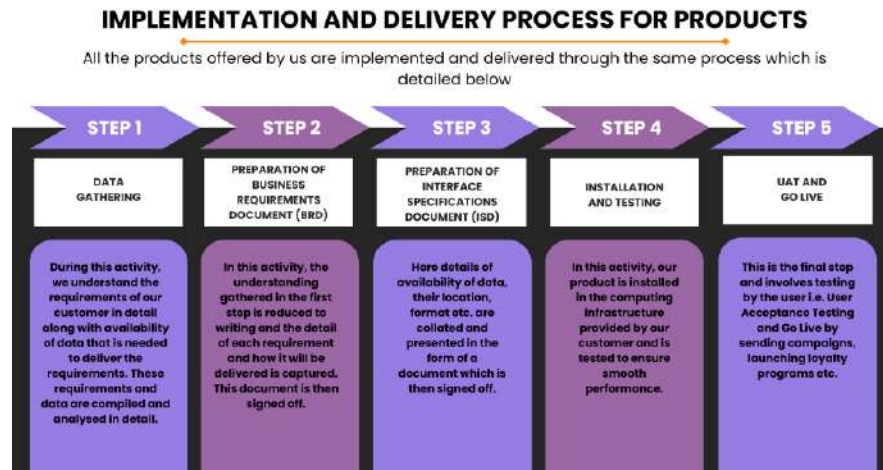 IMPLEMENTATION AND DELIVERY PROCESS FOR PRODUCTS
All the products offered by us are implemented and delivered through the same process which is
detailed below
STEP 1
DATA
GATHERING
During this activity,
we understand the
requirements of our
customer in detail
along with availability
of data that is needed
to deliver the
requirements. These
requirements and
data are compiled and
analysed in detail.
STEP 2
PREPARATION OF
BUSINESS
REQUIREMENTS
DOCUMENT (BRD)
In this activity, the
understanding
gathered in the first
step is reduced to
writing and the detail
of each requirement
and how it will be
delivered is captured.
This document is then
signed off.
STEP 3
PREPARATION OF
INTERFACE
SPECIFICATIONS
DOCUMENT (ISD)
Here details of
availability of data,
their location,
format etc. are
collated and
presented in the
form of a
document which is
then signed off.
STEP 4
INSTALLATION
AND TESTING
In this activity, our
product is installed
in the computing
infrastructure
provided by our
customer and is
tested to ensure
smooth
performance.
STEP 5
UAT AND
GO LIVE
This is the final step
and involves testing
by the user i.e. User
Acceptance Testing
and Go Live by
sending campaigns,
launching loyalty
programs etc.